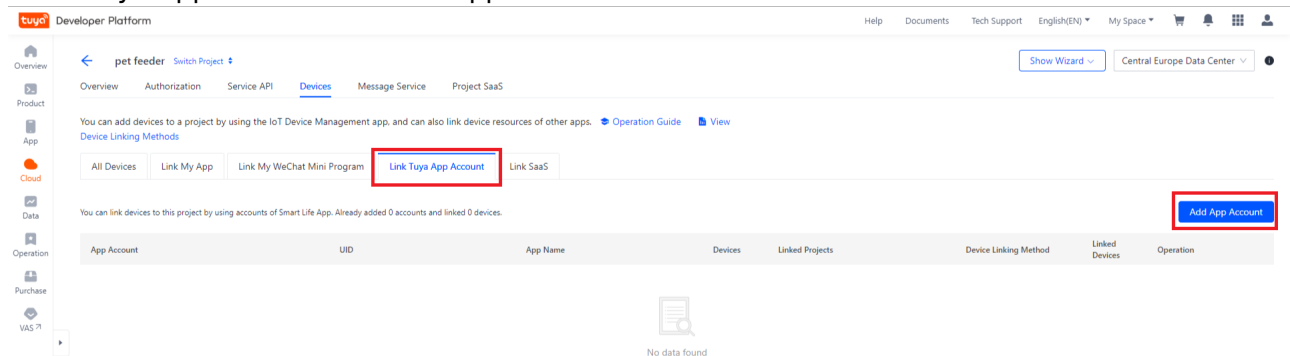 tuya Developer Platform
Help Documents Tech Support English(EN) My Space
Overview
Product
App
Cloud
Data
Operation
Purchase
VAS
pet feeder Switch Project
Show Wizard
Central Europe Data Center
Overview Authorization Service API Devices Message Service Project SaaS
You can add devices to a project by using the IoT Device Management app, and can also link device resources of other apps. Operation Guide View
Device Linking Methods
All Devices Link My App Link My WeChat Mini Program Link Tuya App Account Link SaaS
You can link devices to this project by using accounts of Smart Life App. Already added 0 accounts and linked 0 devices.
Add App Account
App Account UID App Name Devices Linked Projects Device Linking Method Linked Devices Operation
No data found